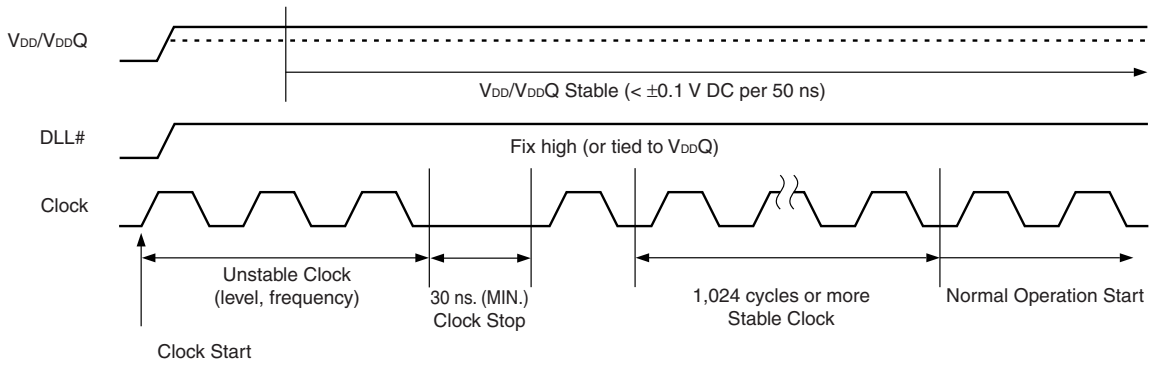 VDD/VDDQ
VDD/VDDQ Stable (< ±0.1 V DC per 50 ns)
DLL#
Fix high (or tied to VDDQ)
Clock
Unstable Clock
(level, frequency)
30 ns. (MIN.)
Clock Stop
1,024 cycles or more
Stable Clock
Normal Operation Start
Clock Start